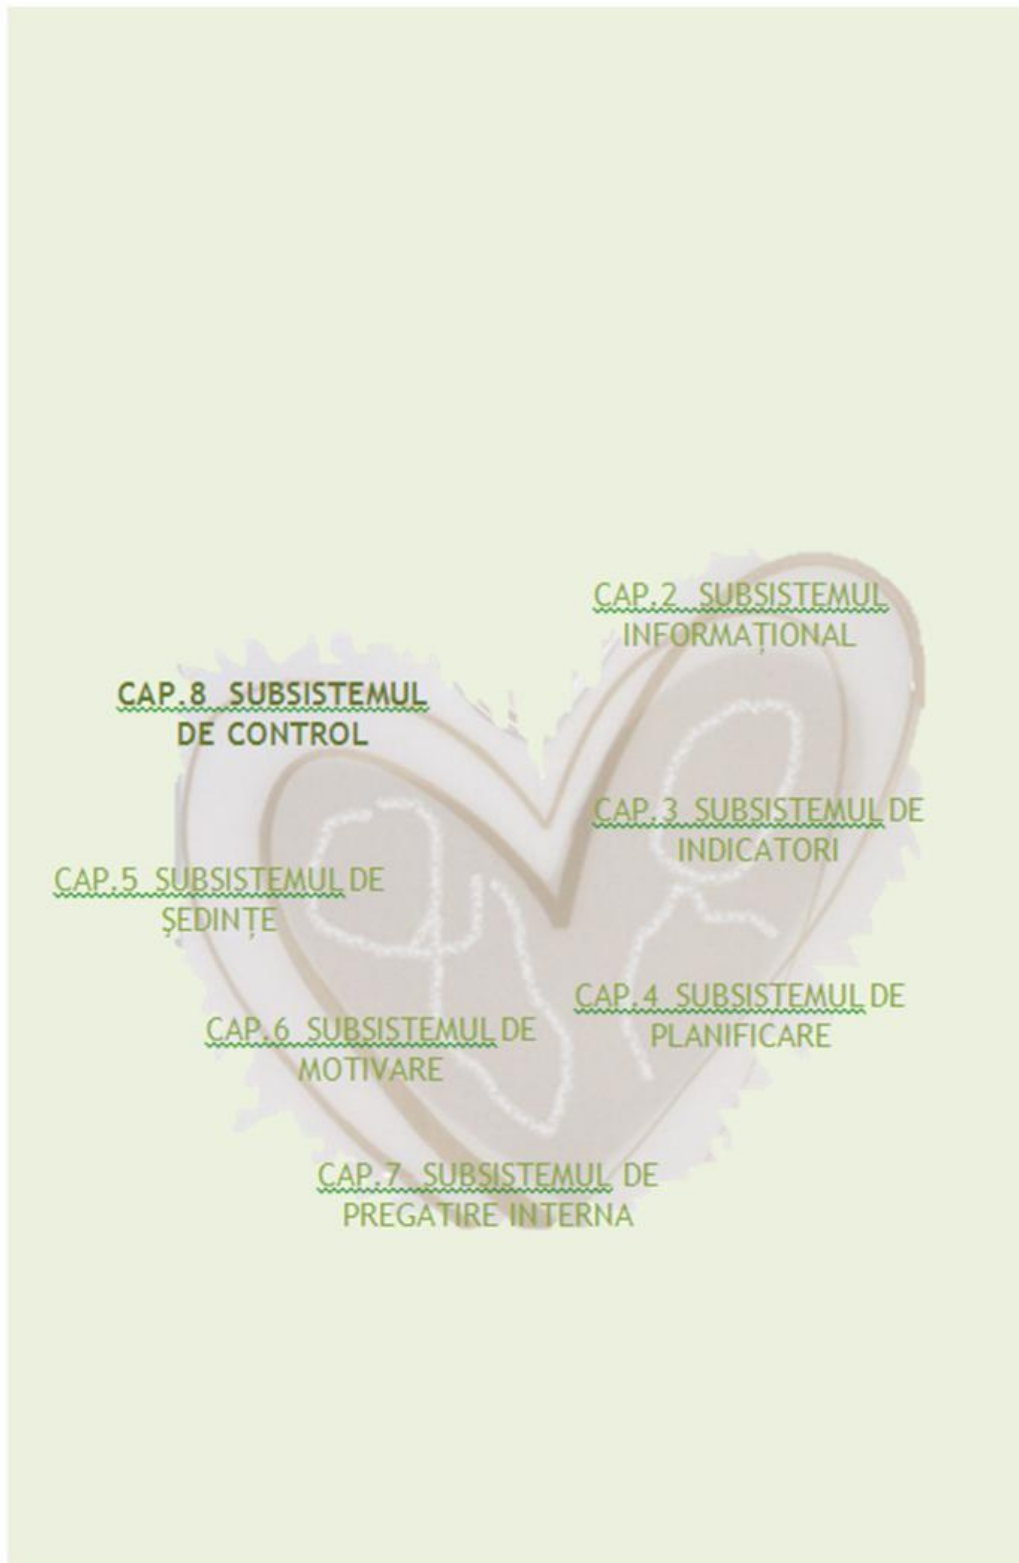 CAP.2 SUBSISTEMUL
INFORMAȚIONAL
CAP.8 SUBSISTEMUL
DE CONTROL
CAP.3 SUBSISTEMUL DE
INDICATORI
CAP.5 SUBSISTEMUL DE
ŞEDINȚE
CAP.4 SUBSISTEMUL DE
PLANIFICARE
CAP.6 SUBSISTEMUL DE
MOTIVARE
CAP.7 SUBSISTEMUL DE
PREGATIRE INTERNA